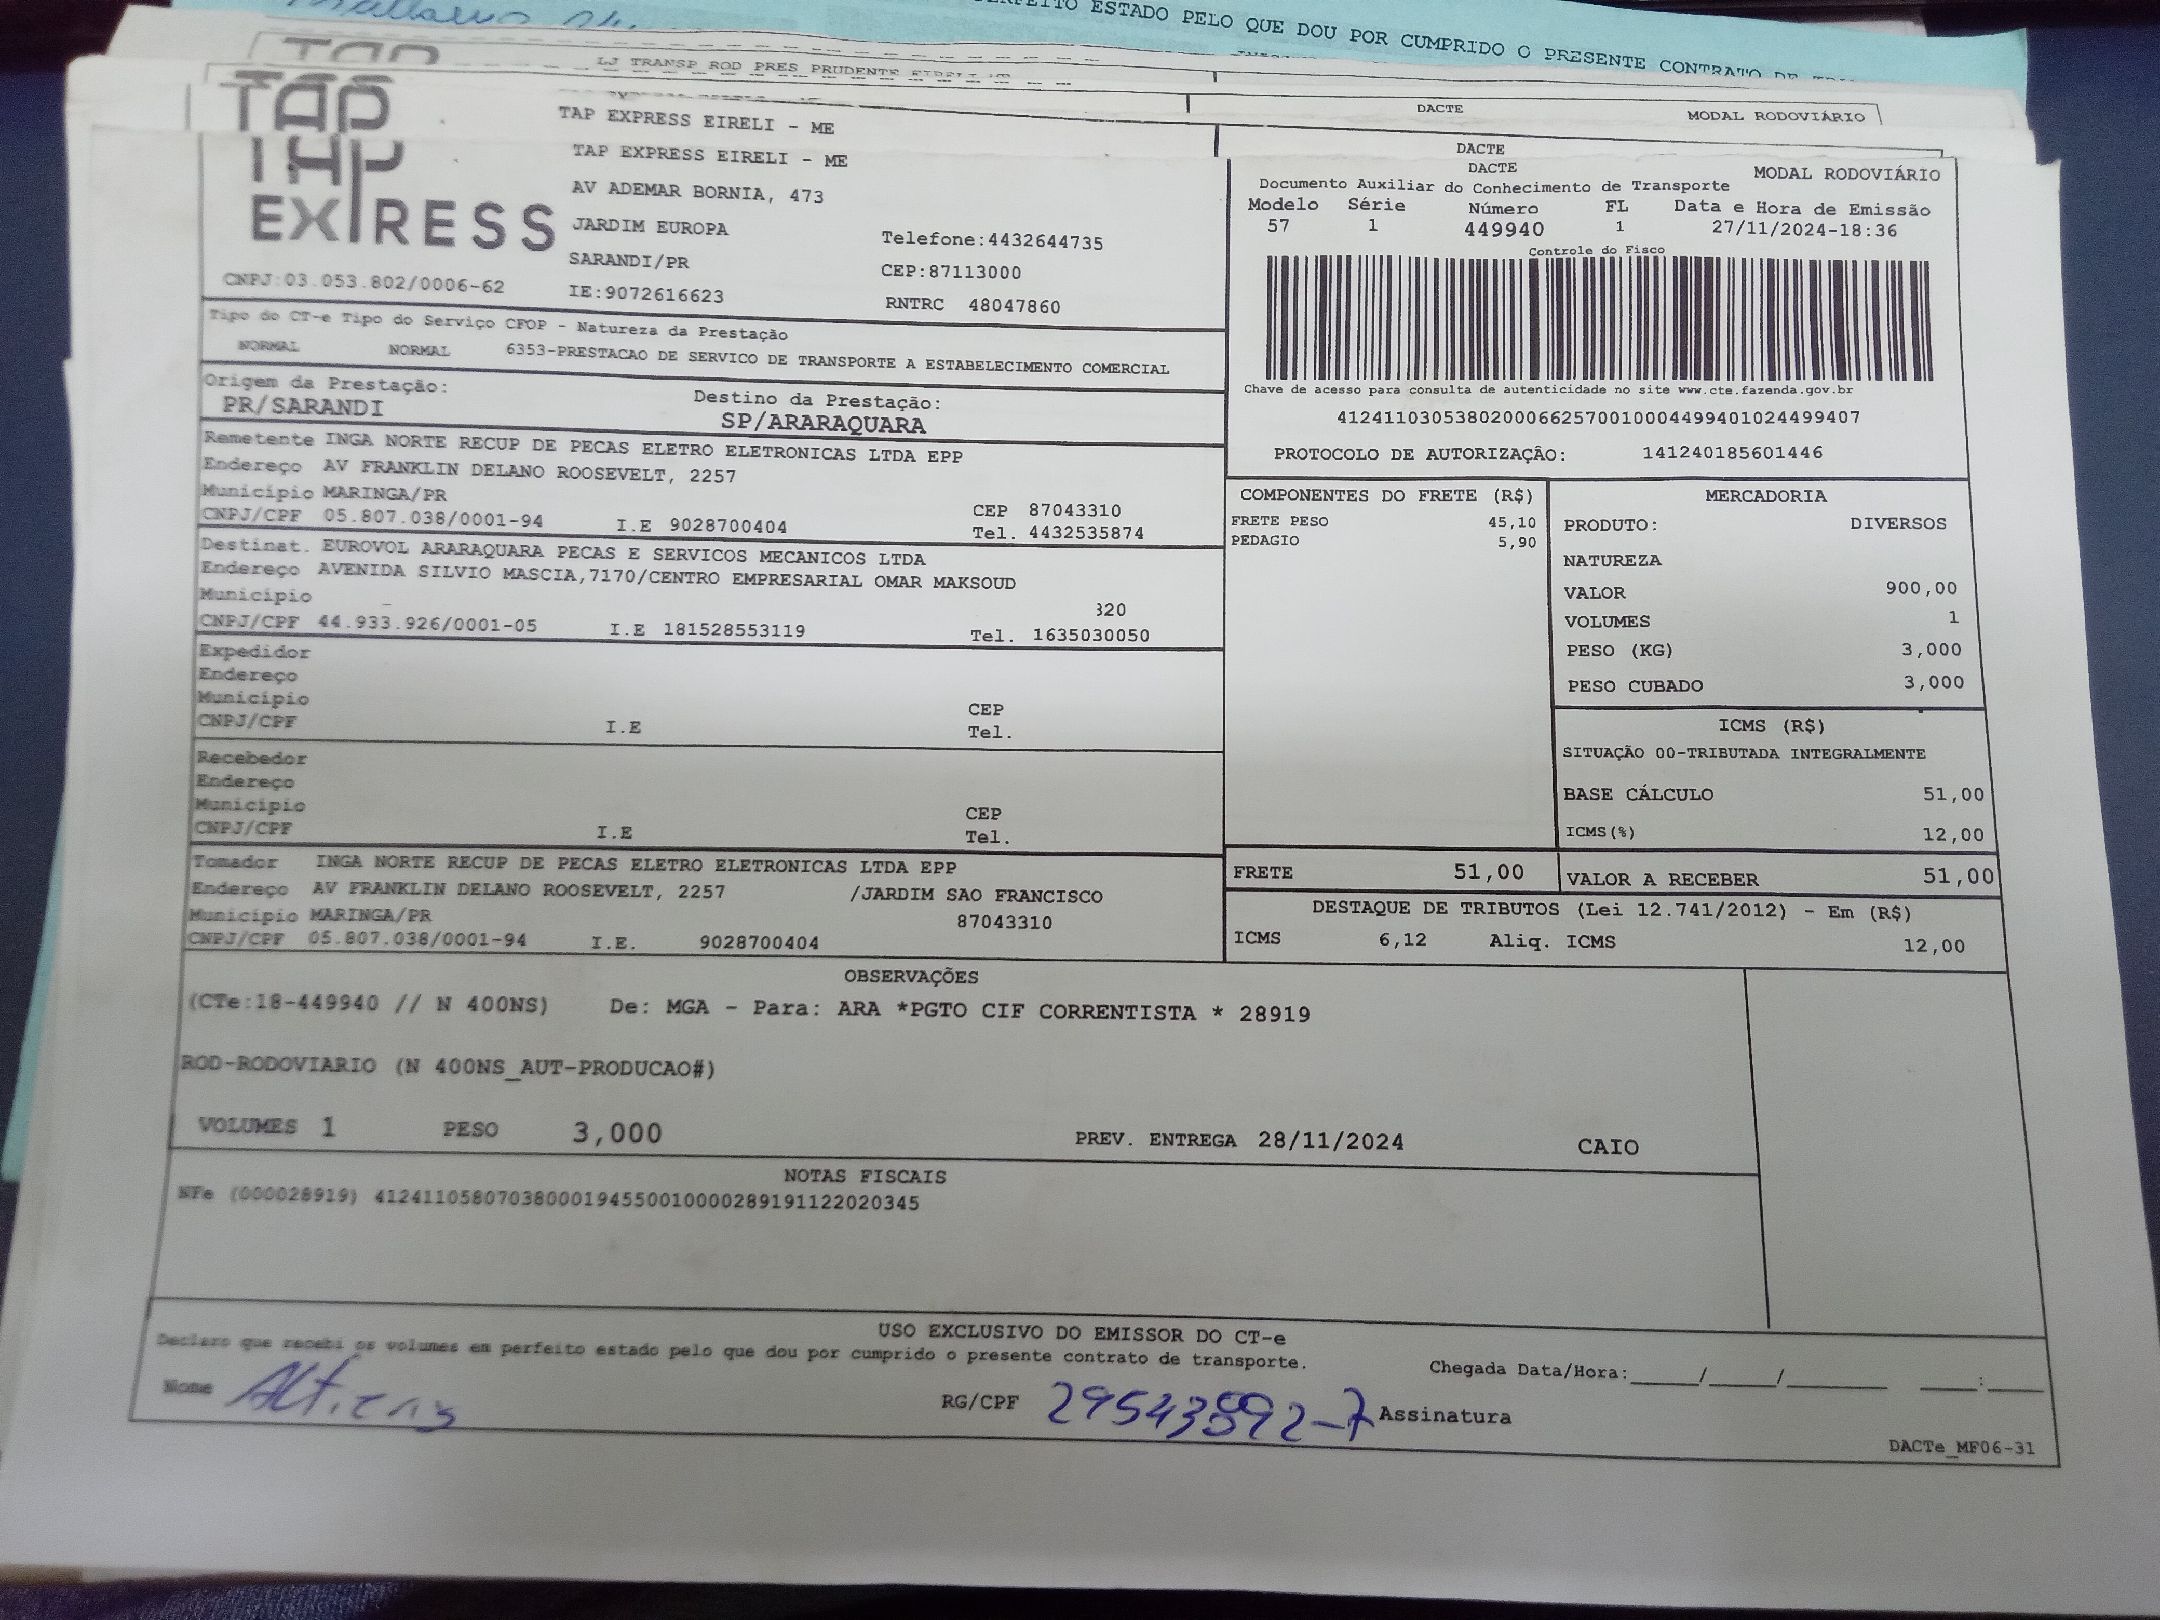 PERFEITO ESTADO PELO QUE DOU POR CUMPRIDO O PRESENTE CONTRATO DE
TAP
LJ TRANSP ROD PRES PRUDENTE EIRELI
DACTE MODAL RODOVIÁRIO
TAP
TAP EXPRESS EIRELI - ME
DACTE
TAP EXPRESS
TAP EXPRESS EIRELI - ME
AV ADEMAR BORNIA, 473
JARDIM EUROPA Telefone:4432644735
SARANDI/PR CEP:87113000
CNPJ:03.053.802/0006-62 IE:9072616623 RNTRC 48047860
DACTE MODAL RODOVIÁRIO
Documento Auxiliar do Conhecimento de Transporte
Modelo Série Número FL Data e Hora de Emissão
57 1 449940 1 27/11/2024-18:36
Controle do Fisco
Chave de acesso para consulta de autenticidade no site www.cte.fazenda.gov.br
41241103053802000662570010004499401024499407
PROTOCOLO DE AUTORIZAÇÃO: 141240185601446
Tipo do CT-e Tipo do Serviço CFOP - Natureza da Prestação
NORMAL NORMAL 6353-PRESTACAO DE SERVICO DE TRANSPORTE A ESTABELECIMENTO COMERCIAL
Origem da Prestação: Destino da Prestação:
PR/SARANDI SP/ARARAQUARA
Remetente INGA NORTE RECUP DE PECAS ELETRO ELETRONICAS LTDA EPP
Endereço AV FRANKLIN DELANO ROOSEVELT, 2257
Município MARINGA/PR CEP 87043310
CNPJ/CPF 05.807.038/0001-94 I.E 9028700404 Tel. 4432535874
Destinat. EUROVOL ARARAQUARA PECAS E SERVICOS MECANICOS LTDA
Endereço AVENIDA SILVIO MASCIA,7170/CENTRO EMPRESARIAL OMAR MAKSOUD
Município 320
CNPJ/CPF 44.933.926/0001-05 I.E 181528553119 Tel. 1635030050
Expedidor
Endereço
Município CEP
CNPJ/CPF I.E Tel.
Recebedor
Endereço
Município CEP
CNPJ/CPF I.E Tel.
Tomador INGA NORTE RECUP DE PECAS ELETRO ELETRONICAS LTDA EPP
Endereço AV FRANKLIN DELANO ROOSEVELT, 2257 /JARDIM SAO FRANCISCO
Município MARINGA/PR 87043310
CNPJ/CPF 05.807.038/0001-94 I.E. 9028700404
COMPONENTES DO FRETE (R$)
FRETE PESO 45,10
PEDAGIO 5,90
MERCADORIA
PRODUTO: DIVERSOS
NATUREZA
VALOR 900,00
VOLUMES 1
PESO (KG) 3,000
PESO CUBADO 3,000
ICMS (R$)
SITUAÇÃO 00-TRIBUTADA INTEGRALMENTE
BASE CÁLCULO 51,00
ICMS(%) 12,00
FRETE 51,00 VALOR A RECEBER 51,00
DESTAQUE DE TRIBUTOS (Lei 12.741/2012) - Em (R$)
ICMS 6,12 Aliq. ICMS 12,00
OBSERVAÇÕES
(CTe:18-449940 // N 400NS) De: MGA - Para: ARA *PGTO CIF CORRENTISTA * 28919
ROD-RODOVIARIO (N 400NS_AUT-PRODUCAO#)
VOLUMES 1 PESO 3,000 PREV. ENTREGA 28/11/2024 CAIO
NOTAS FISCAIS
NFe (000028919) 41241105807038000194550010000289191122020345
USO EXCLUSIVO DO EMISSOR DO CT-e
Declaro que recebi os volumes em perfeito estado pelo que dou por cumprido o presente contrato de transporte. Chegada Data/Hora:____/____/______ ____:____
Nome RG/CPF 29543892-7 Assinatura
DACTe_MF06-31